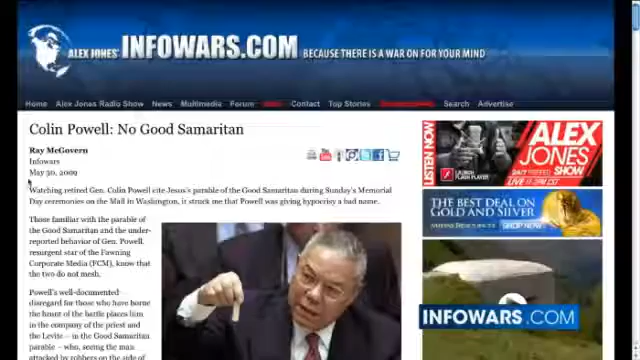 ALEX JONES' INFOWARS.COM BECAUSE THERE IS A WAR ON FOR YOUR MIND
Home Alex Jones Radio Show News Multimedia Forum Contact Top Stories Search Advertise
Colin Powell: No Good Samaritan
Ray McGovern
Infowars
May 30, 2009
Watching retired Gen. Colin Powell cite Jesus's parable of the Good Samaritan during Sunday's Memorial
Day ceremonies on the Mall in Washington, it struck me that Powell was giving hypocrisy a bad name.
Those familiar with the parable of
the Good Samaritan and the under-
reported behavior of Gen. Powell,
resurgent star of the Fawning
Corporate Media (FCM), know that
the two do not mesh.
Powell's well-documented
disregard for those who have borne
the brunt of the battle places him
in the company of the priest and
the Levite – in the Good Samaritan
parable – who, seeing the man
attacked by robbers on the side of
LISTEN NOW
LAUNCH
FLASH PLAYER
ALEX
JONES
SHOW
THE BEST DEAL ON
GOLD AND SILVER
SHOP NOW
INFOWARS.COM